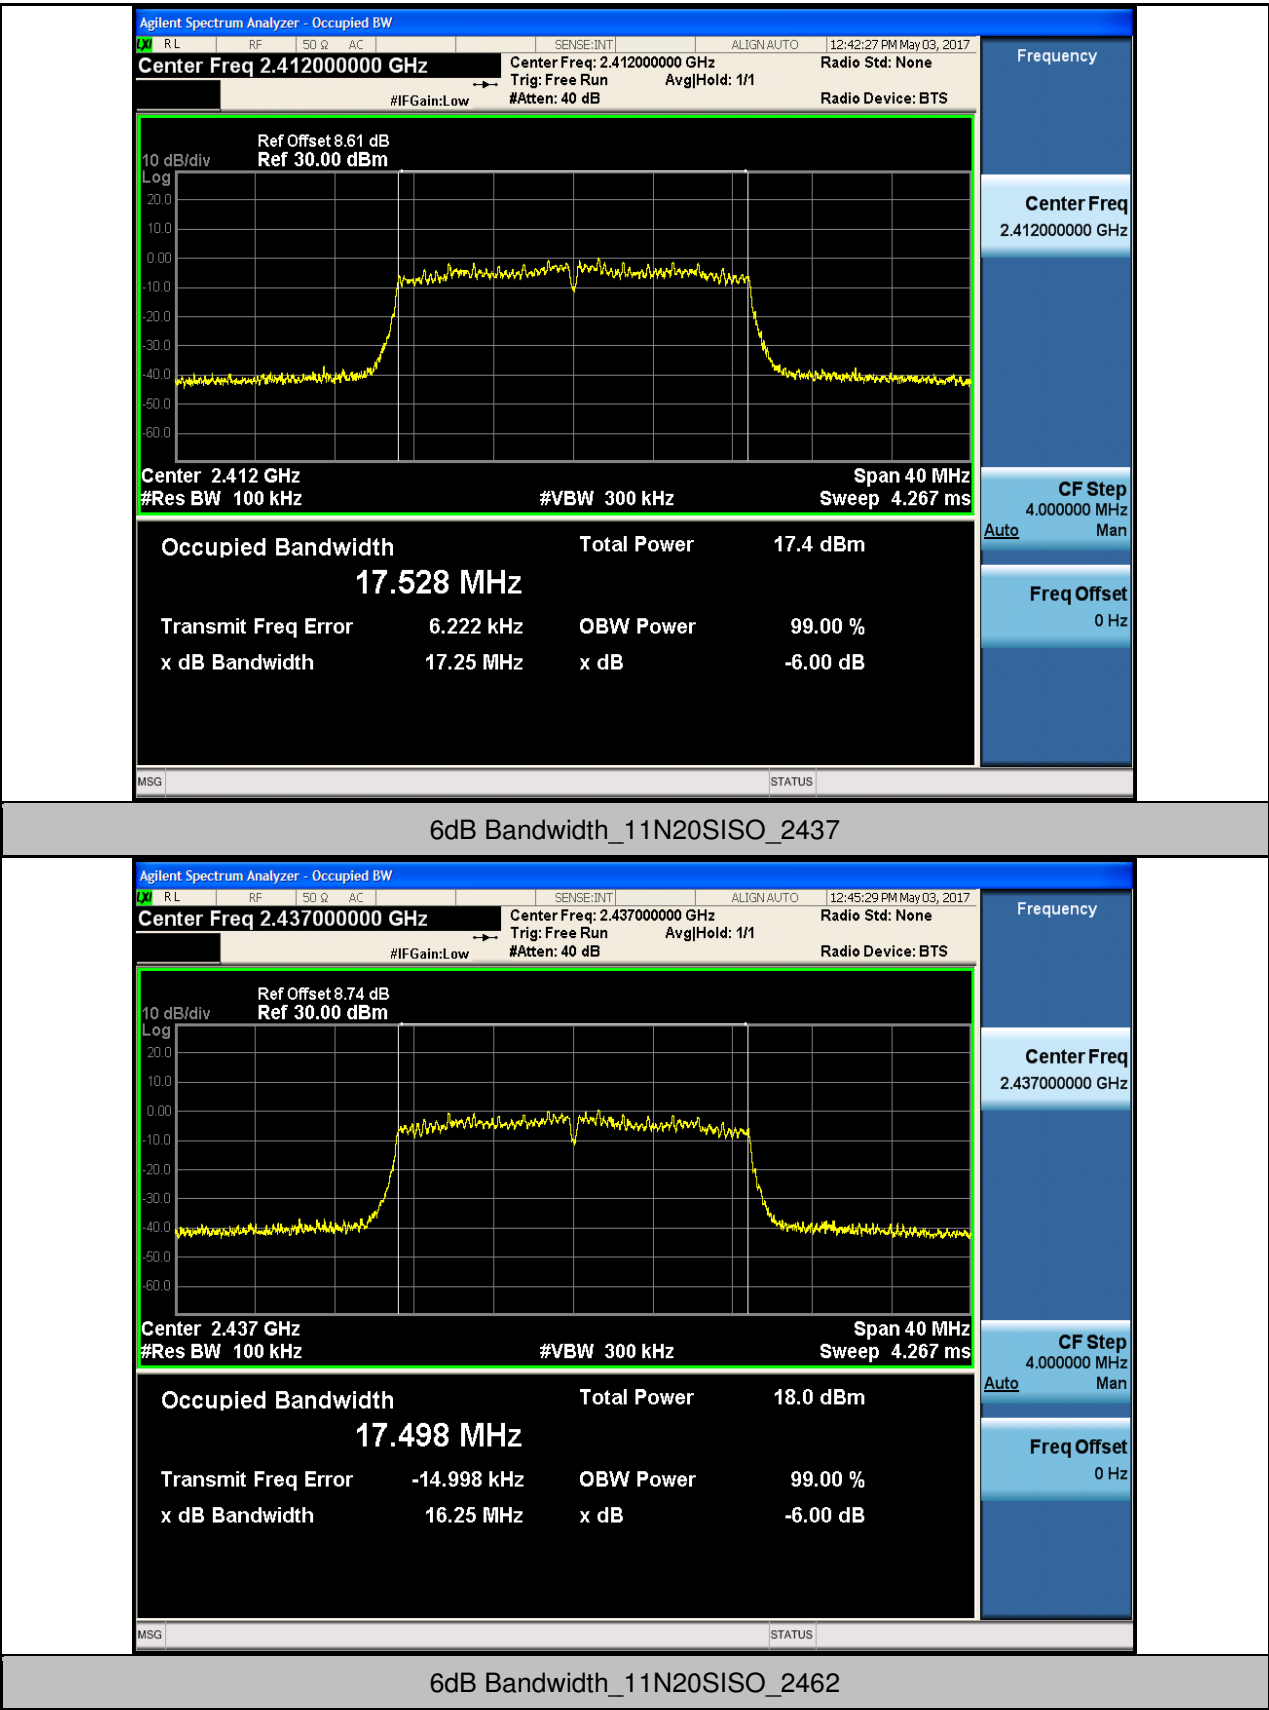 Agilent Spectrum Analyzer - Occupied BW
LXI RL RF 50 Ω AC SENSE:INT ALIGN AUTO 12:42:27 PM May 03, 2017
Center Freq 2.412000000 GHz
Center Freq: 2.412000000 GHz
Radio Std: None
Trig: Free Run Avg|Hold: 1/1
#IFGain:Low #Atten: 40 dB Radio Device: BTS
Frequency
Ref Offset 8.61 dB
10 dB/div Ref 30.00 dBm
Log
20.0
10.0
0.00
-10.0
-20.0
-30.0
-40.0
-50.0
-60.0
Center 2.412 GHz Span 40 MHz
#Res BW 100 kHz #VBW 300 kHz Sweep 4.267 ms
Occupied Bandwidth Total Power 17.4 dBm
17.528 MHz
Transmit Freq Error 6.222 kHz OBW Power 99.00 %
x dB Bandwidth 17.25 MHz x dB -6.00 dB
Center Freq
2.412000000 GHz
CF Step
4.000000 MHz
Auto Man
Freq Offset
0 Hz
MSG STATUS
6dB Bandwidth_11N20SISO_2437
Agilent Spectrum Analyzer - Occupied BW
LXI RL RF 50 Ω AC SENSE:INT ALIGN AUTO 12:45:29 PM May 03, 2017
Center Freq 2.437000000 GHz
Center Freq: 2.437000000 GHz
Radio Std: None
Trig: Free Run Avg|Hold: 1/1
#IFGain:Low #Atten: 40 dB Radio Device: BTS
Frequency
Ref Offset 8.74 dB
10 dB/div Ref 30.00 dBm
Log
20.0
10.0
0.00
-10.0
-20.0
-30.0
-40.0
-50.0
-60.0
Center 2.437 GHz Span 40 MHz
#Res BW 100 kHz #VBW 300 kHz Sweep 4.267 ms
Occupied Bandwidth Total Power 18.0 dBm
17.498 MHz
Transmit Freq Error -14.998 kHz OBW Power 99.00 %
x dB Bandwidth 16.25 MHz x dB -6.00 dB
Center Freq
2.437000000 GHz
CF Step
4.000000 MHz
Auto Man
Freq Offset
0 Hz
MSG STATUS
6dB Bandwidth_11N20SISO_2462